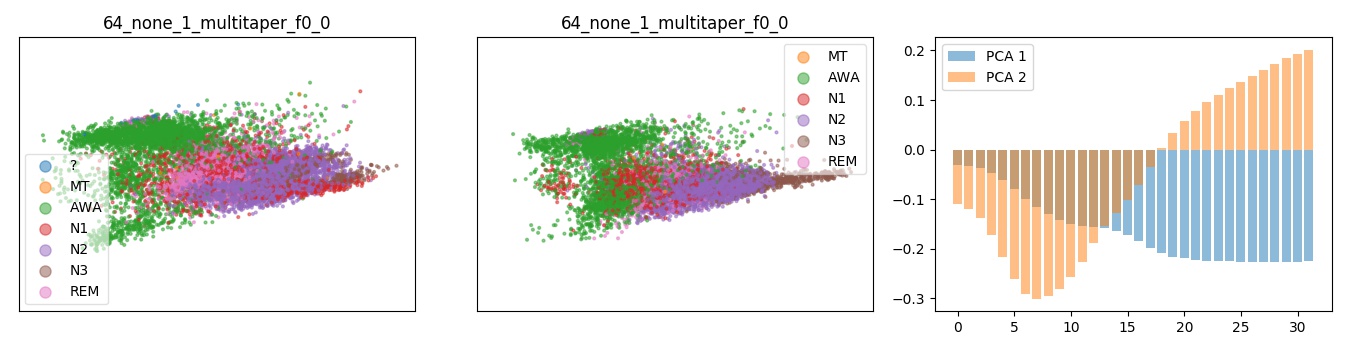 64_none_1_multitaper_f0_0
?
MT
AWA
N1
N2
N3
REM
64_none_1_multitaper_f0_0
MT
AWA
N1
N2
N3
REM
PCA 1
PCA 2
0.2
0.1
0.0
−0.1
−0.2
−0.3
0 5 10 15 20 25 30